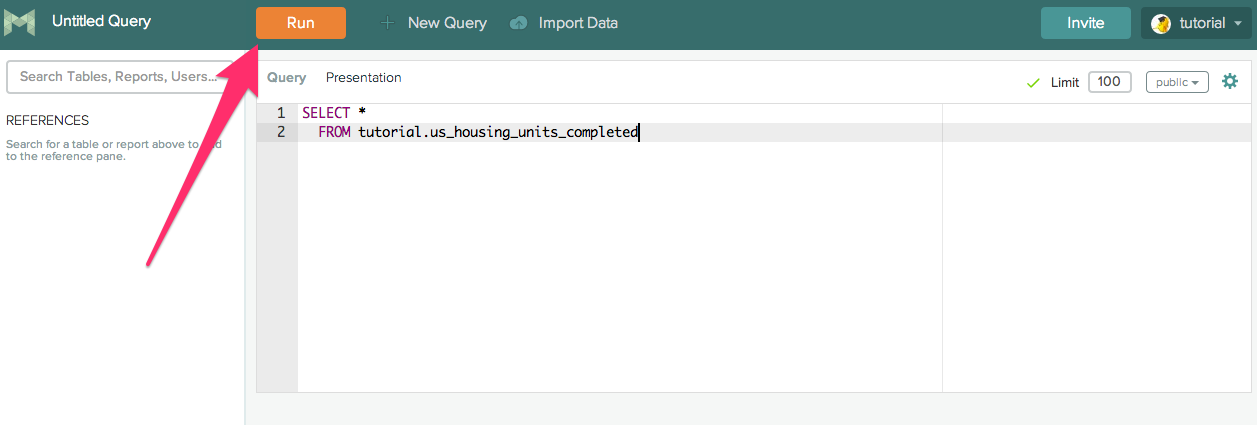 Untitled Query
Run
+ New Query
Import Data
Invite
tutorial
Search Tables, Reports, Users...
Query
Presentation
Limit
100
public
REFERENCES
Search for a table or report above to
to the reference pane.
1 SELECT *
2 FROM tutorial.us_housing_units_completed